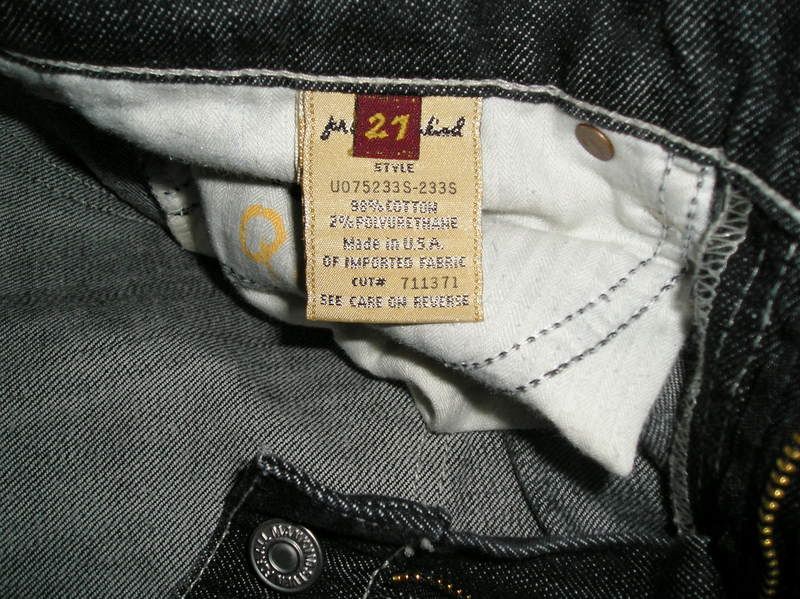 27
STYLE
U075233S-233S
98% COTTON
2% POLYURETHANE
Made in U.S.A.
OF IMPORTED FABRIC
CUT# 711371
SEE CARE ON REVERSE